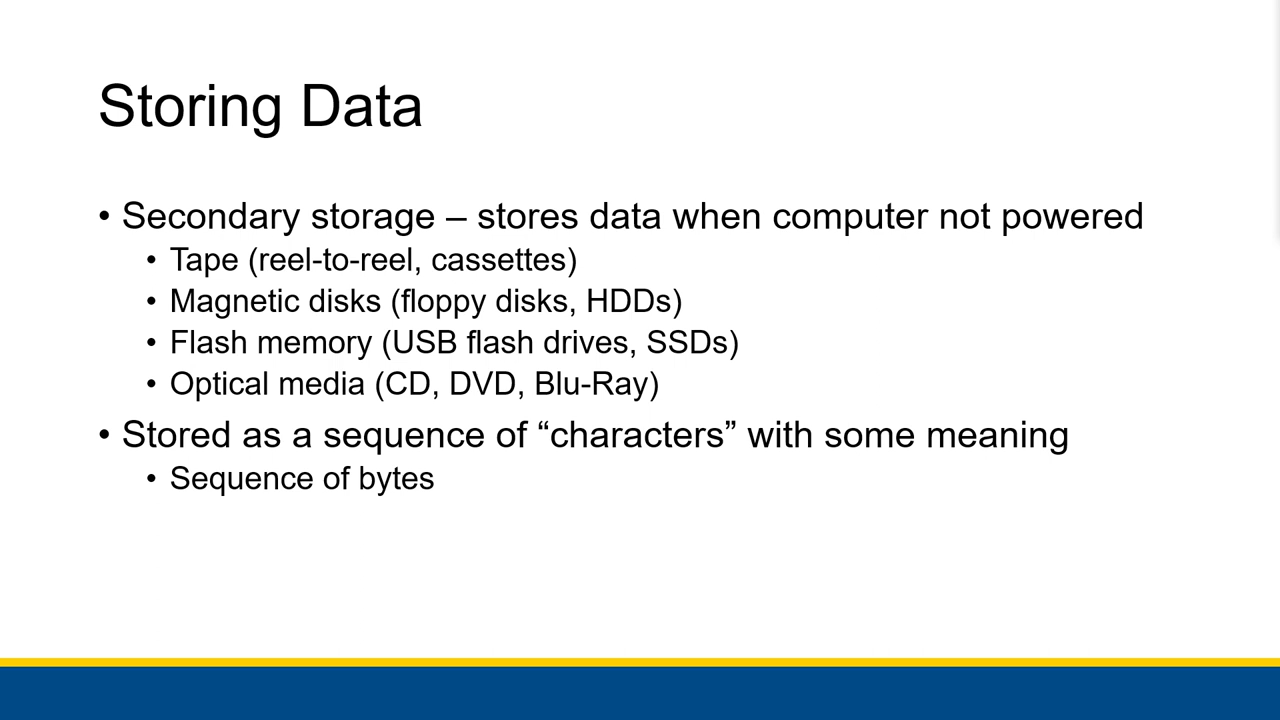 Storing Data
• Secondary storage – stores data when computer not powered
• Tape (reel-to-reel, cassettes)
• Magnetic disks (floppy disks, HDDs)
• Flash memory (USB flash drives, SSDs)
• Optical media (CD, DVD, Blu-Ray)
• Stored as a sequence of “characters” with some meaning
• Sequence of bytes